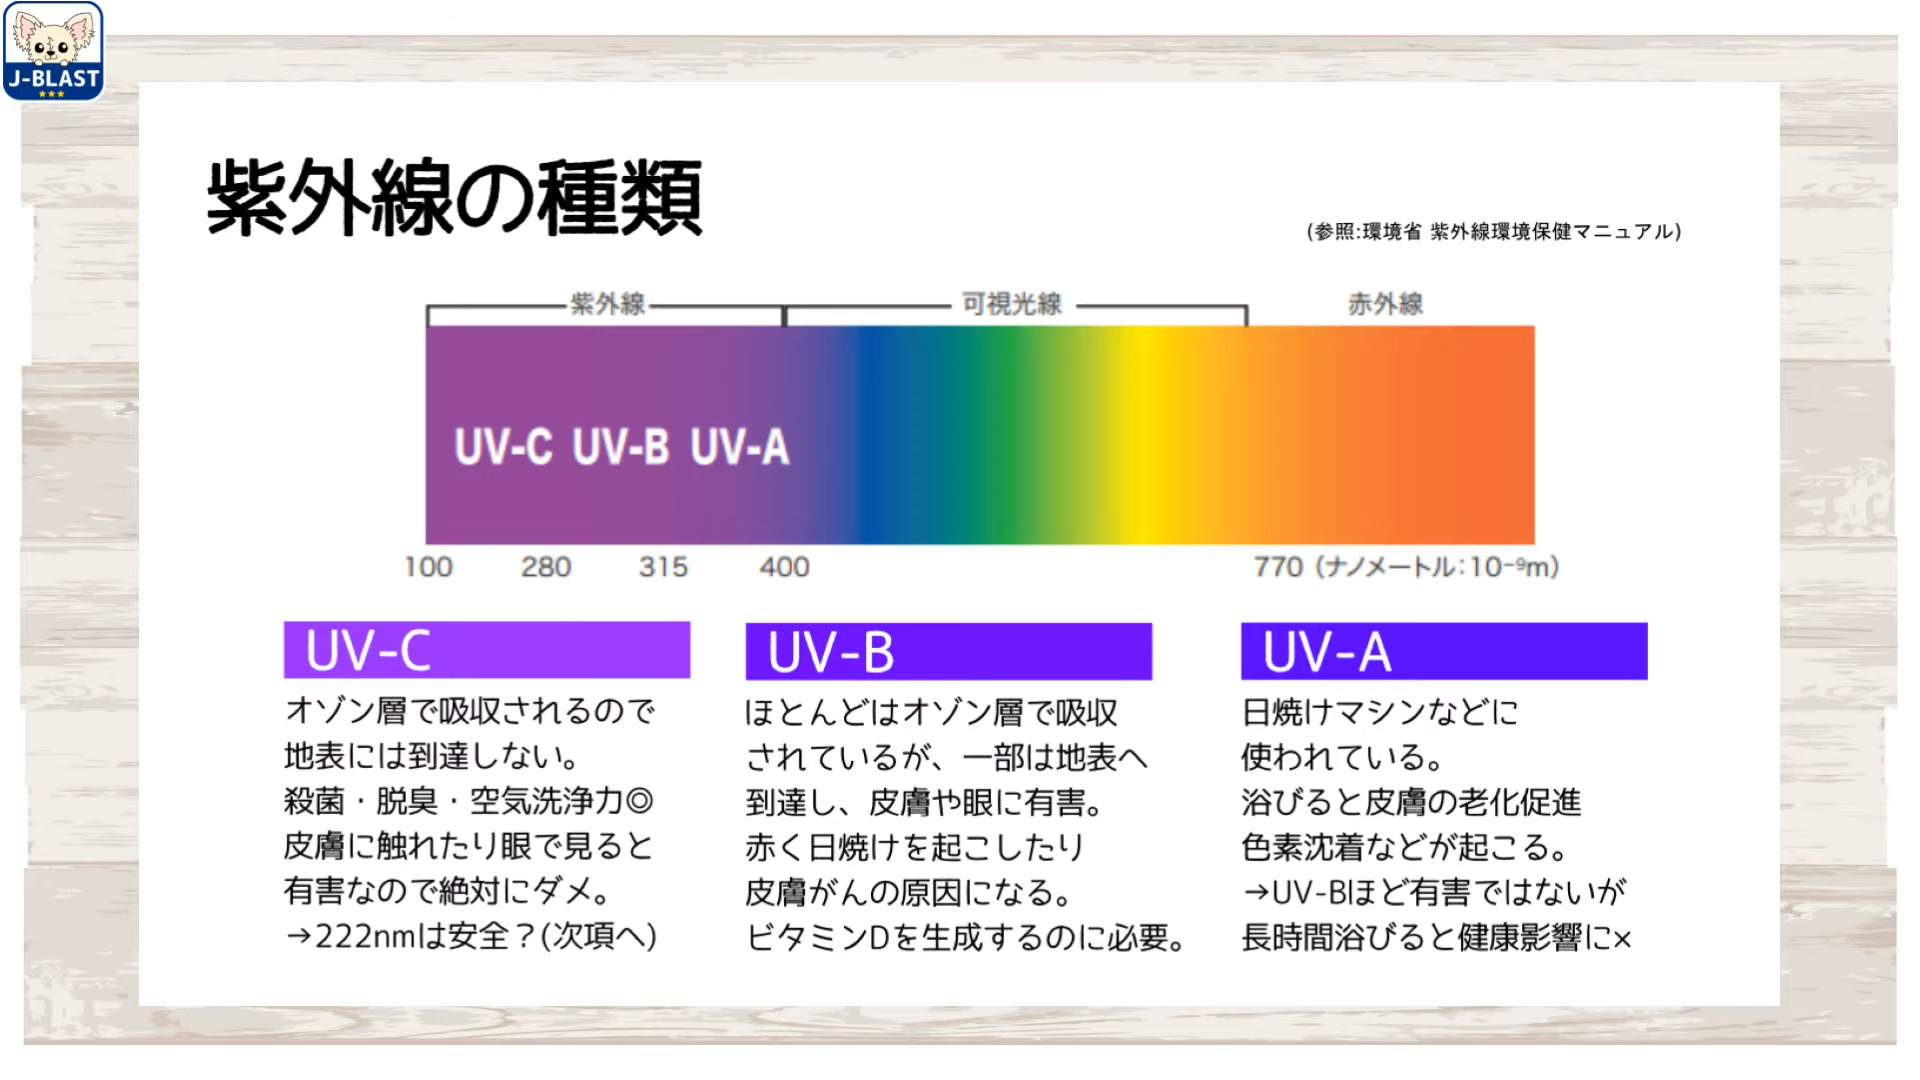 J-BLAST
紫外線の種類
(参照:環境省 紫外線環境保健マニュアル)
紫外線 可視光線 赤外線
UV-C UV-B UV-A
100 280 315 400 770 (ナノメートル:10⁻⁹m)
UV-C
オゾン層で吸収されるので
地表には到達しない。
殺菌・脱臭・空気洗浄力◎
皮膚に触れたり眼で見ると
有害なので絶対にダメ。
→222nmは安全？(次項へ)
UV-B
ほとんどはオゾン層で吸収
されているが、一部は地表へ
到達し、皮膚や眼に有害。
赤く日焼けを起こしたり
皮膚がんの原因になる。
ビタミンDを生成するのに必要。
UV-A
日焼けマシンなどに
使われている。
浴びると皮膚の老化促進
色素沈着などが起こる。
→UV-Bほど有害ではないが
長時間浴びると健康影響に×